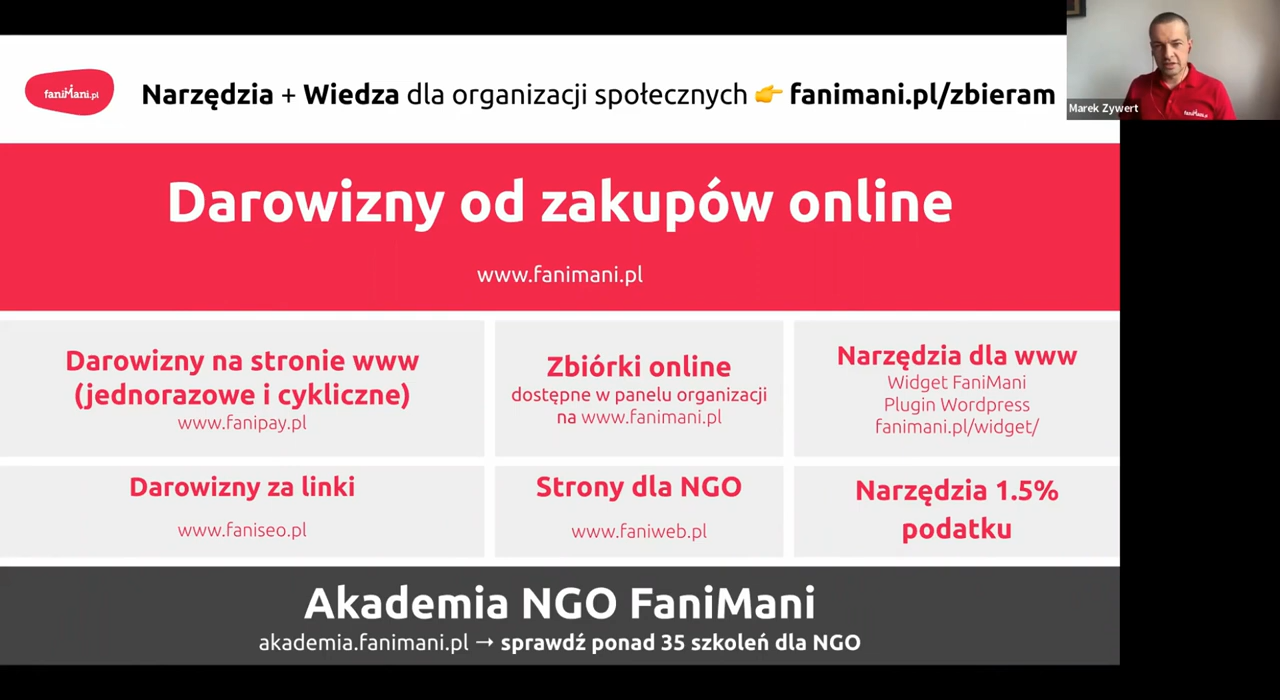 faniMani.pl
Narzędzia + Wiedza dla organizacji społecznych 👉 fanimani.pl/zbieram
Marek Zywert
faniMani.pl
Darowizny od zakupów online
www.fanimani.pl
Darowizny na stronie www
(jednorazowe i cykliczne)
www.fanipay.pl
Zbiórki online
dostępne w panelu organizacji
na www.fanimani.pl
Narzędzia dla www
Widget FaniMani
Plugin Wordpress
fanimani.pl/widget/
Darowizny za linki
www.faniseo.pl
Strony dla NGO
www.faniweb.pl
Narzędzia 1.5%
podatku
Akademia NGO FaniMani
akademia.fanimani.pl → sprawdź ponad 35 szkoleń dla NGO